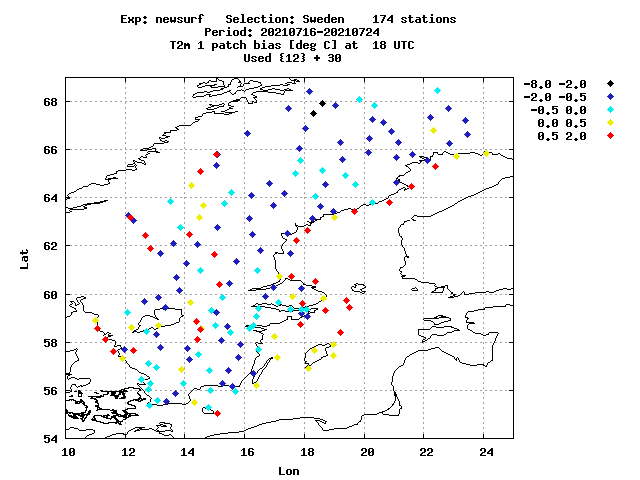 Exp: newsurf   Selection: Sweden    174 stations
Period: 20210716-20210724
T2m 1 patch bias [deg C] at  18 UTC
Used {12} + 30
-8.0 -2.0
-2.0 -0.5
-0.5 0.0
0.0 0.5
0.5 2.0
68
66
64
62
60
58
56
54
Lat
10 12 14 16 18 20 22 24
Lon